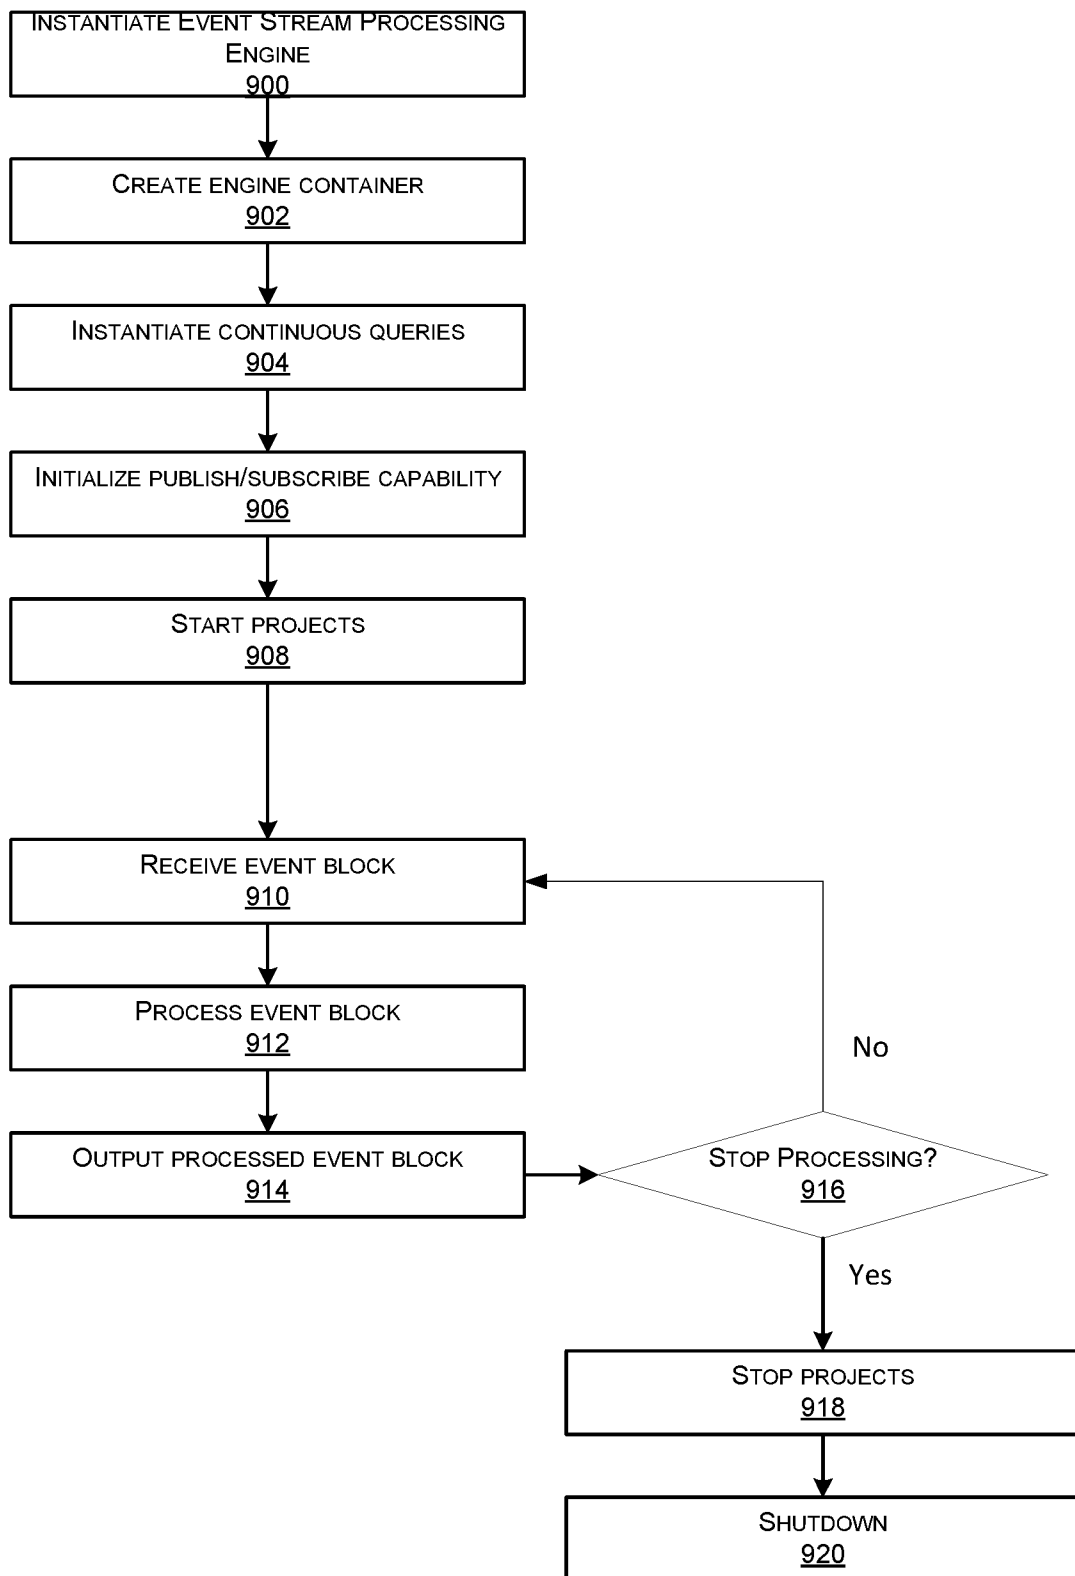 INSTANTIATE EVENT STREAM PROCESSING
ENGINE
900
CREATE ENGINE CONTAINER
902
INSTANTIATE CONTINUOUS QUERIES
904
INITIALIZE PUBLISH/SUBSCRIBE CAPABILITY
906
START PROJECTS
908
RECEIVE EVENT BLOCK
910
PROCESS EVENT BLOCK
912
No
OUTPUT PROCESSED EVENT BLOCK
914
STOP PROCESSING?
916
Yes
STOP PROJECTS
918
SHUTDOWN
920